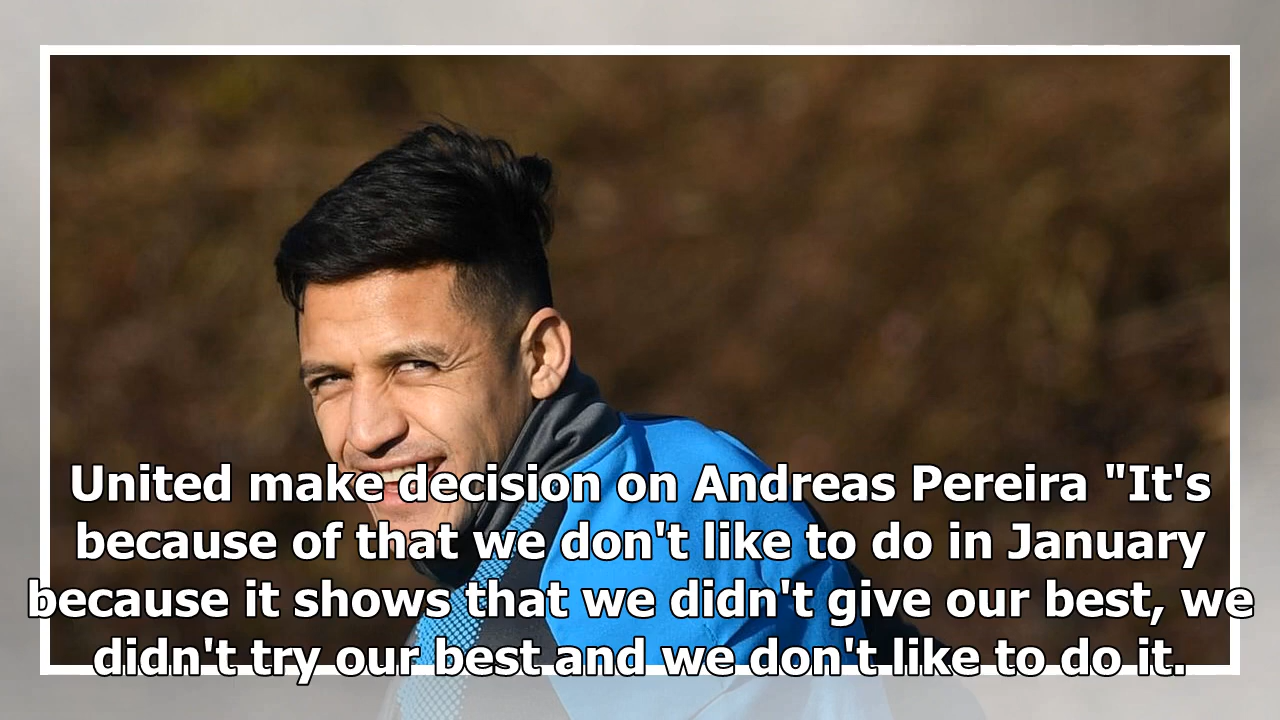 United make decision on Andreas Pereira "It's
because of that we don't like to do in January
because it shows that we didn't give our best, we
didn't try our best and we don't like to do it.